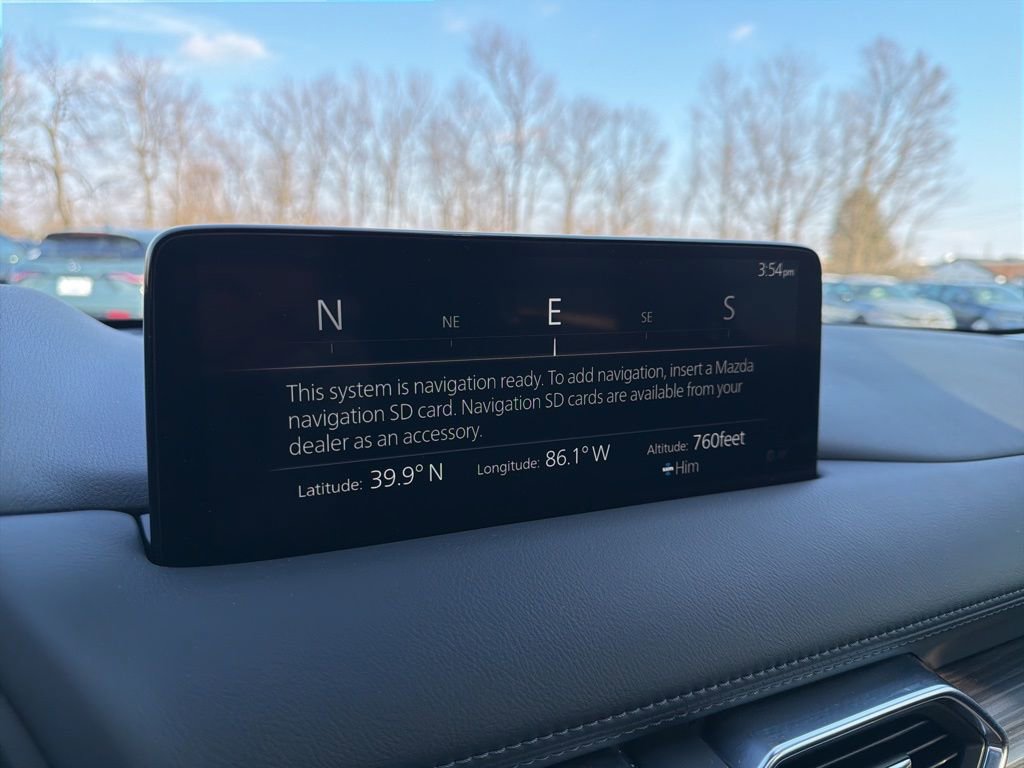 3:54pm
N NE E SE S
This system is navigation ready. To add navigation, insert a Mazda
navigation SD card. Navigation SD cards are available from your
dealer as an accessory.
Latitude: 39.9° N Longitude: 86.1° W Altitude: 760feet
Him